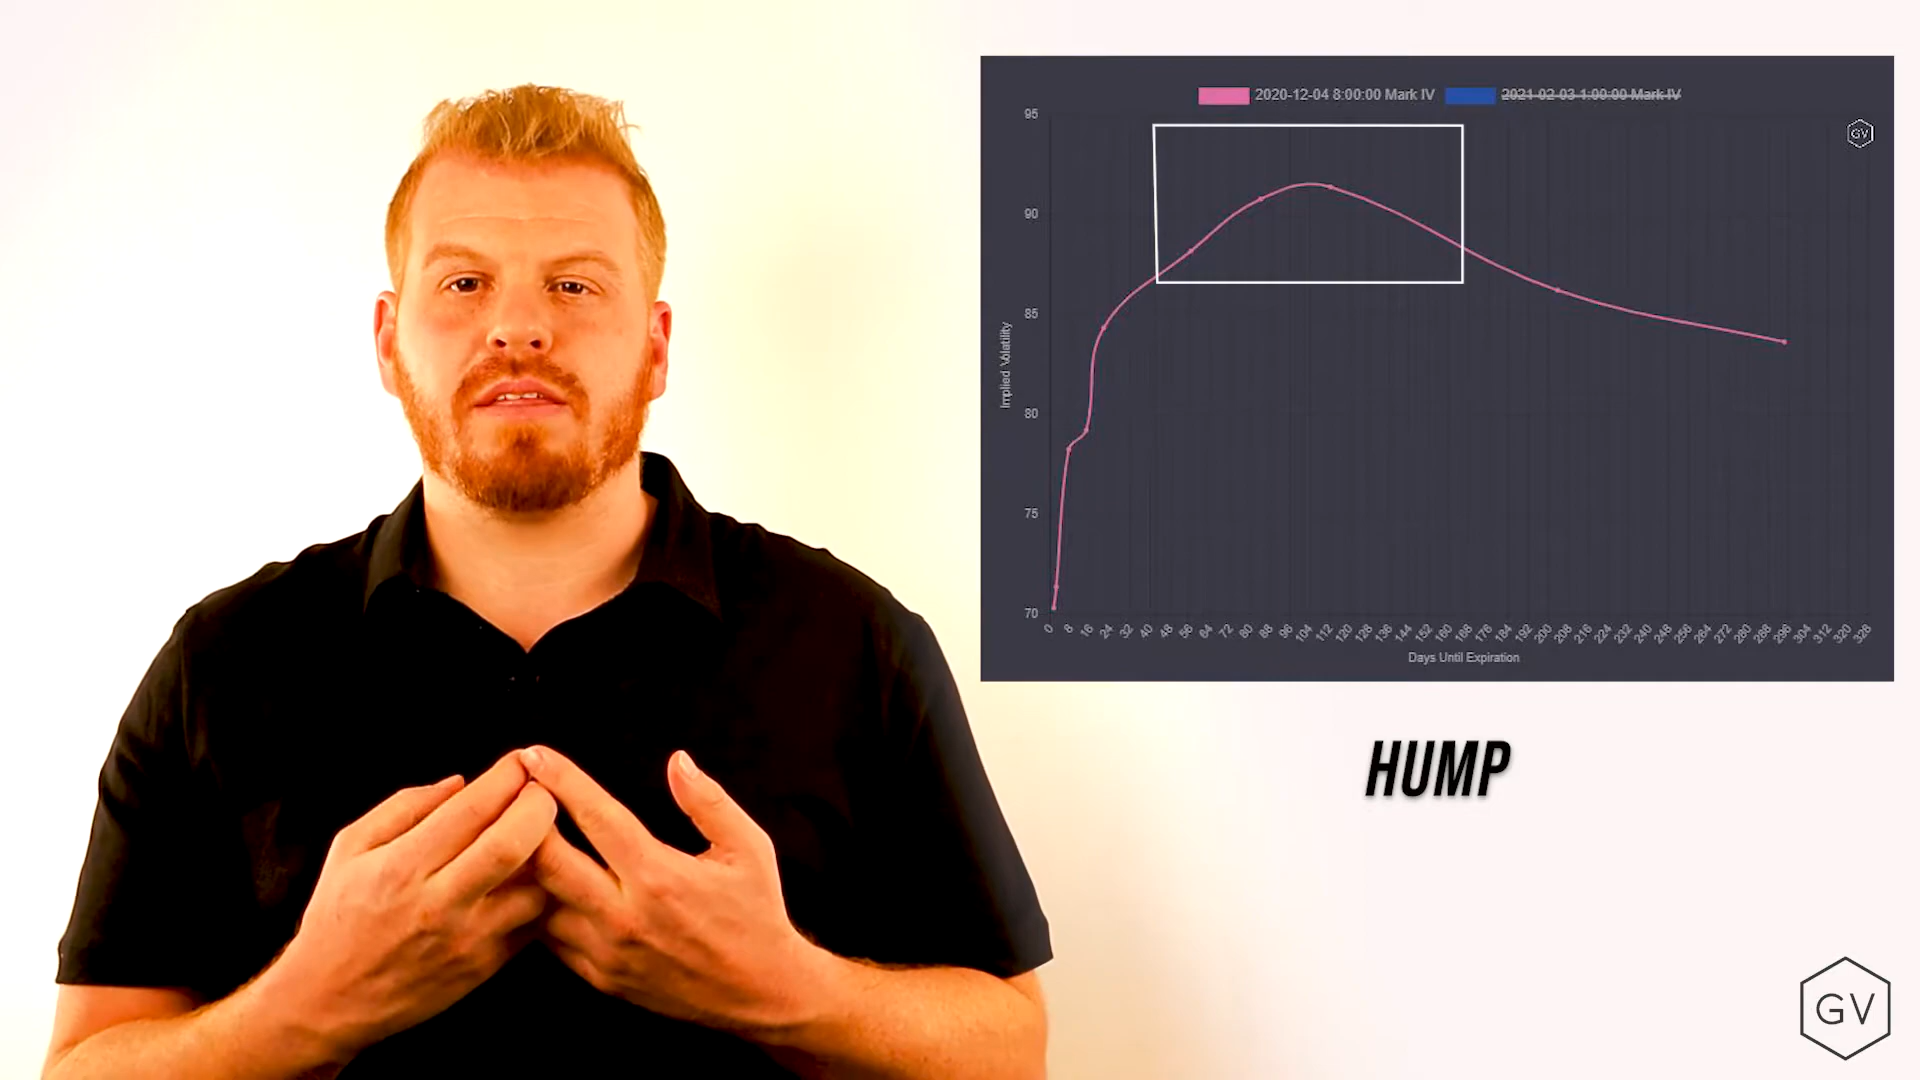 2020-12-04 8:00:00 Mark IV 2021-02-03 1:00:00 Mark IV
GV
95
90
85
80
75
70
Implied Volatility
0 8 16 24 32 40 48 56 64 72 80 88 96 104 112 120 128 136 144 152 160 168 176 184 192 200 208 216 224 232 240 248 256 264 272 280 288 296 304 312 320 328
Days Until Expiration
HUMP
GV